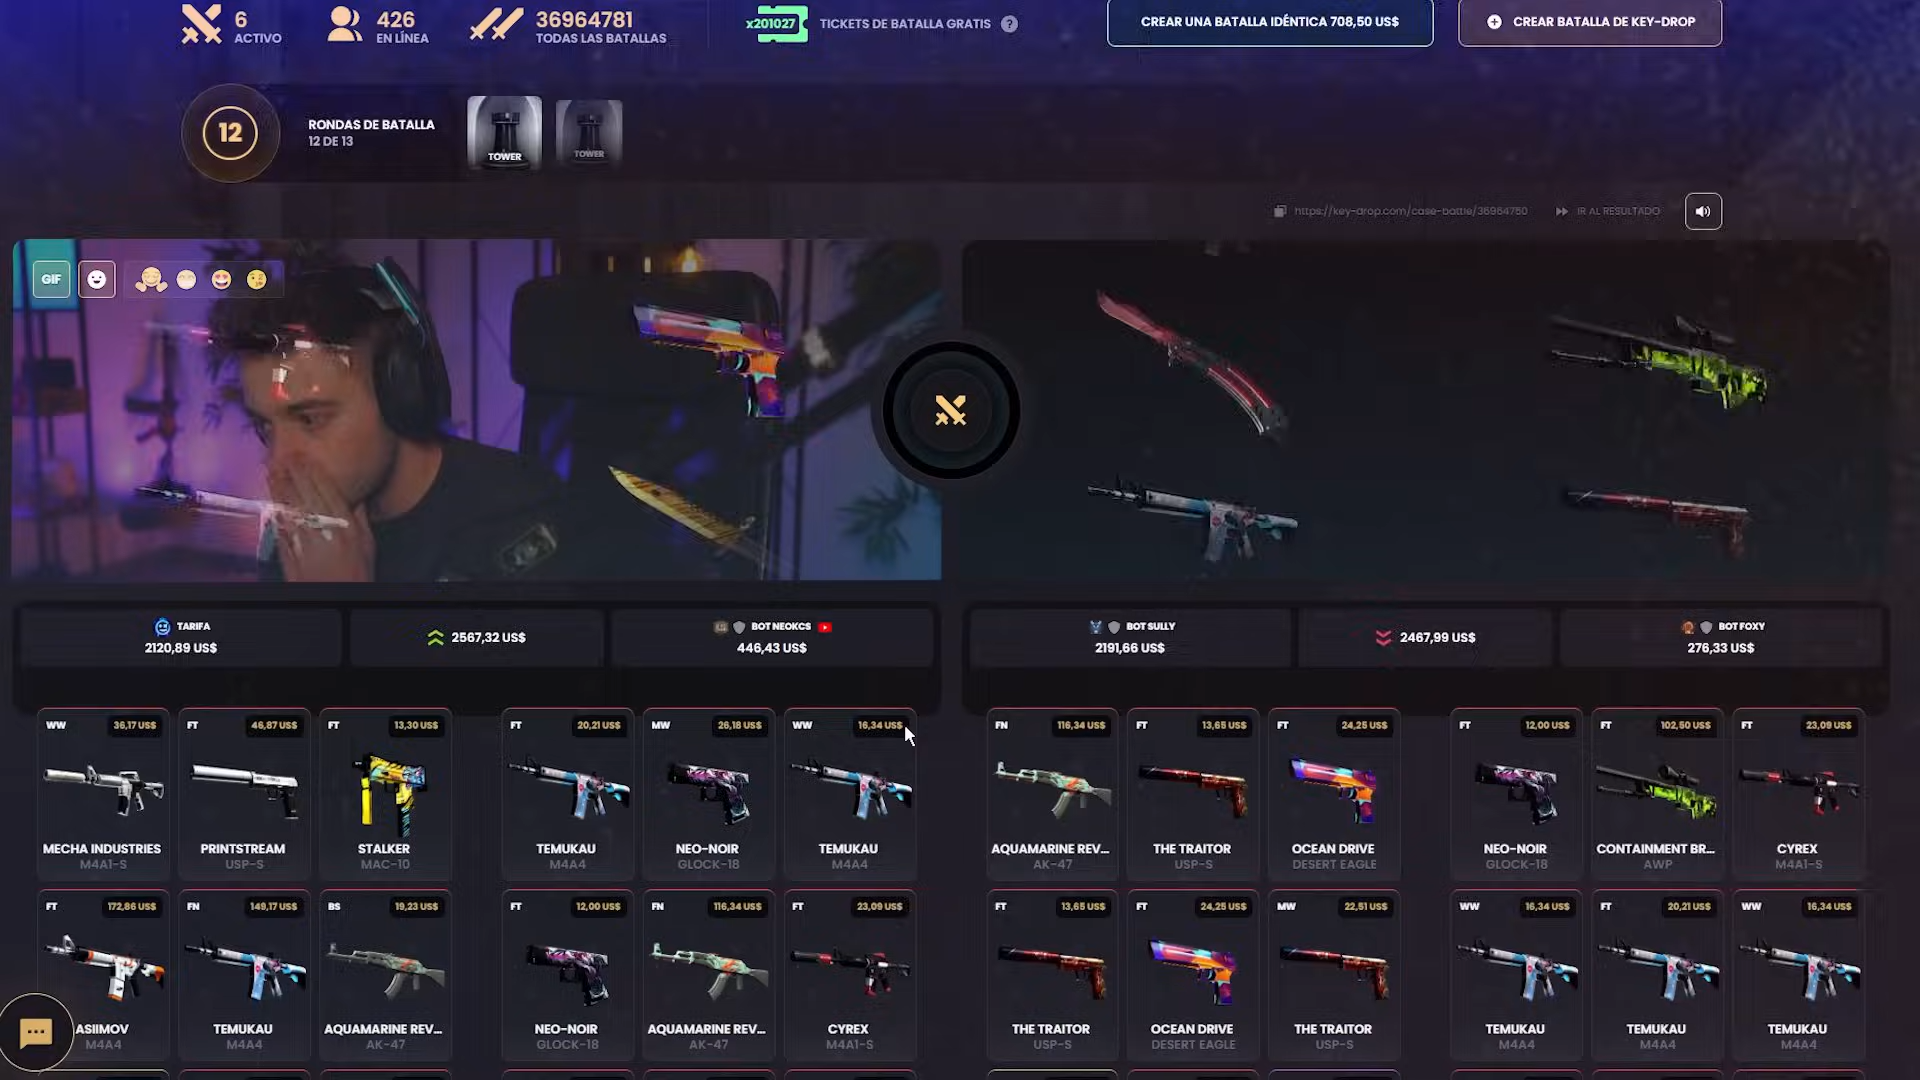 6
ACTIVO
426
EN LÍNEA
36964781
TODAS LAS BATALLAS
x201027
TICKETS DE BATALLA GRATIS
?
CREAR UNA BATALLA IDÉNTICA 708,50 US$
CREAR BATALLA DE KEY-DROP
12
RONDAS DE BATALLA
12 DE 13
TOWER
TOWER
https://key-drop.com/case-battle/36964750
IR AL RESULTADO
GIF
TARIFA
2120,89 US$
2567,32 US$
BOT NEOKCS
446,43 US$
BOT SULLY
2191,66 US$
2467,99 US$
BOT FOXY
276,33 US$
WW 36,17 US$
MECHA INDUSTRIES
M4A1-S
FT 46,87 US$
PRINTSTREAM
USP-S
FT 13,30 US$
STALKER
MAC-10
FT 20,21 US$
TEMUKAU
M4A4
MW 26,18 US$
NEO-NOIR
GLOCK-18
WW 16,34 US$
TEMUKAU
M4A4
FN 116,34 US$
AQUAMARINE REV...
AK-47
FT 13,65 US$
THE TRAITOR
USP-S
FT 24,25 US$
OCEAN DRIVE
DESERT EAGLE
FT 12,00 US$
NEO-NOIR
GLOCK-18
FT 102,50 US$
CONTAINMENT BR...
AWP
FT 23,09 US$
CYREX
M4A1-S
FT 172,86 US$
ASIIMOV
M4A4
FN 149,17 US$
TEMUKAU
M4A4
BS 19,23 US$
AQUAMARINE REV...
AK-47
FT 12,00 US$
NEO-NOIR
GLOCK-18
FN 116,34 US$
AQUAMARINE REV...
AK-47
FT 23,09 US$
CYREX
M4A1-S
FT 13,65 US$
THE TRAITOR
USP-S
FT 24,25 US$
OCEAN DRIVE
DESERT EAGLE
MW 22,51 US$
THE TRAITOR
USP-S
WW 16,34 US$
TEMUKAU
M4A4
FT 20,21 US$
TEMUKAU
M4A4
WW 16,34 US$
TEMUKAU
M4A4